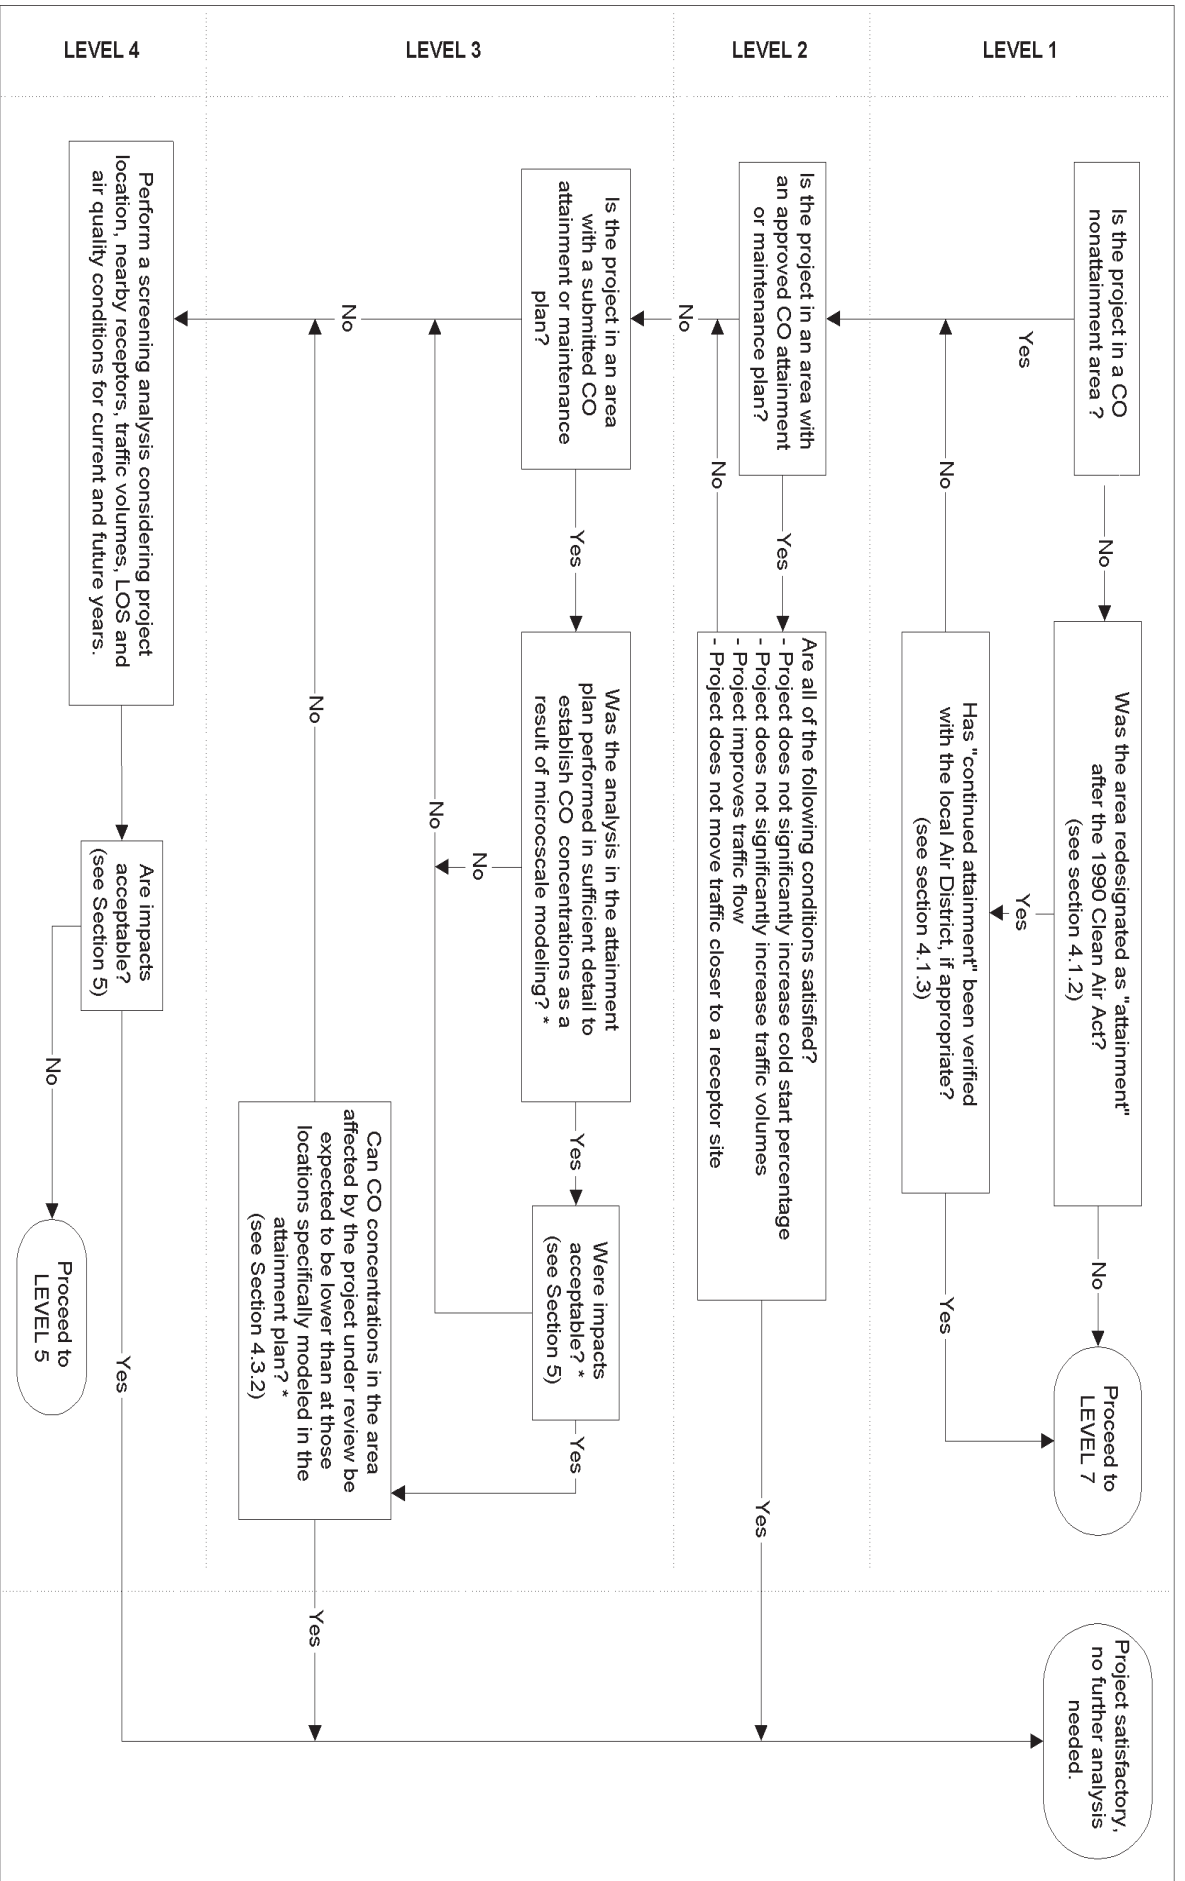 LEVEL 1
Is the project in a CO
nonattainment area ?
No
Was the area redesignated as "attainment"
after the 1990 Clean Air Act?
(see section 4.1.2)
No
Proceed to
LEVEL 7
Project satisfactory,
no further analysis
needed.
Yes
Yes
No
Has "continued attainment" been verified
with the local Air District, if appropriate?
(see section 4.1.3)
Yes
LEVEL 2
Is the project in an area with
an approved CO attainment
or maintenance plan?
Yes
Are all of the following conditions satisfied?
- Project does not significantly increase cold start percentage
- Project does not significantly increase traffic volumes
- Project improves traffic flow
- Project does not move traffic closer to a receptor site
Yes
No
No
LEVEL 3
Is the project in an area
with a submitted CO
attainment or maintenance
plan?
Yes
Was the analysis in the attainment
plan performed in sufficient detail to
establish CO concentrations as a
result of microcscale modeling? *
Yes
Were impacts
acceptable? *
(see Section 5)
Yes
No
No
No
No
Can CO concentrations in the area
affected by the project under review be
expected to be lower than at those
locations specifically modeled in the
attainment plan? *
(see Section 4.3.2)
Yes
LEVEL 4
Perform a screening analysis considering project
location, nearby receptors, traffic volumes, LOS and
air quality conditions for current and future years.
Are impacts
acceptable?
(see Section 5)
Yes
No
Proceed to
LEVEL 5